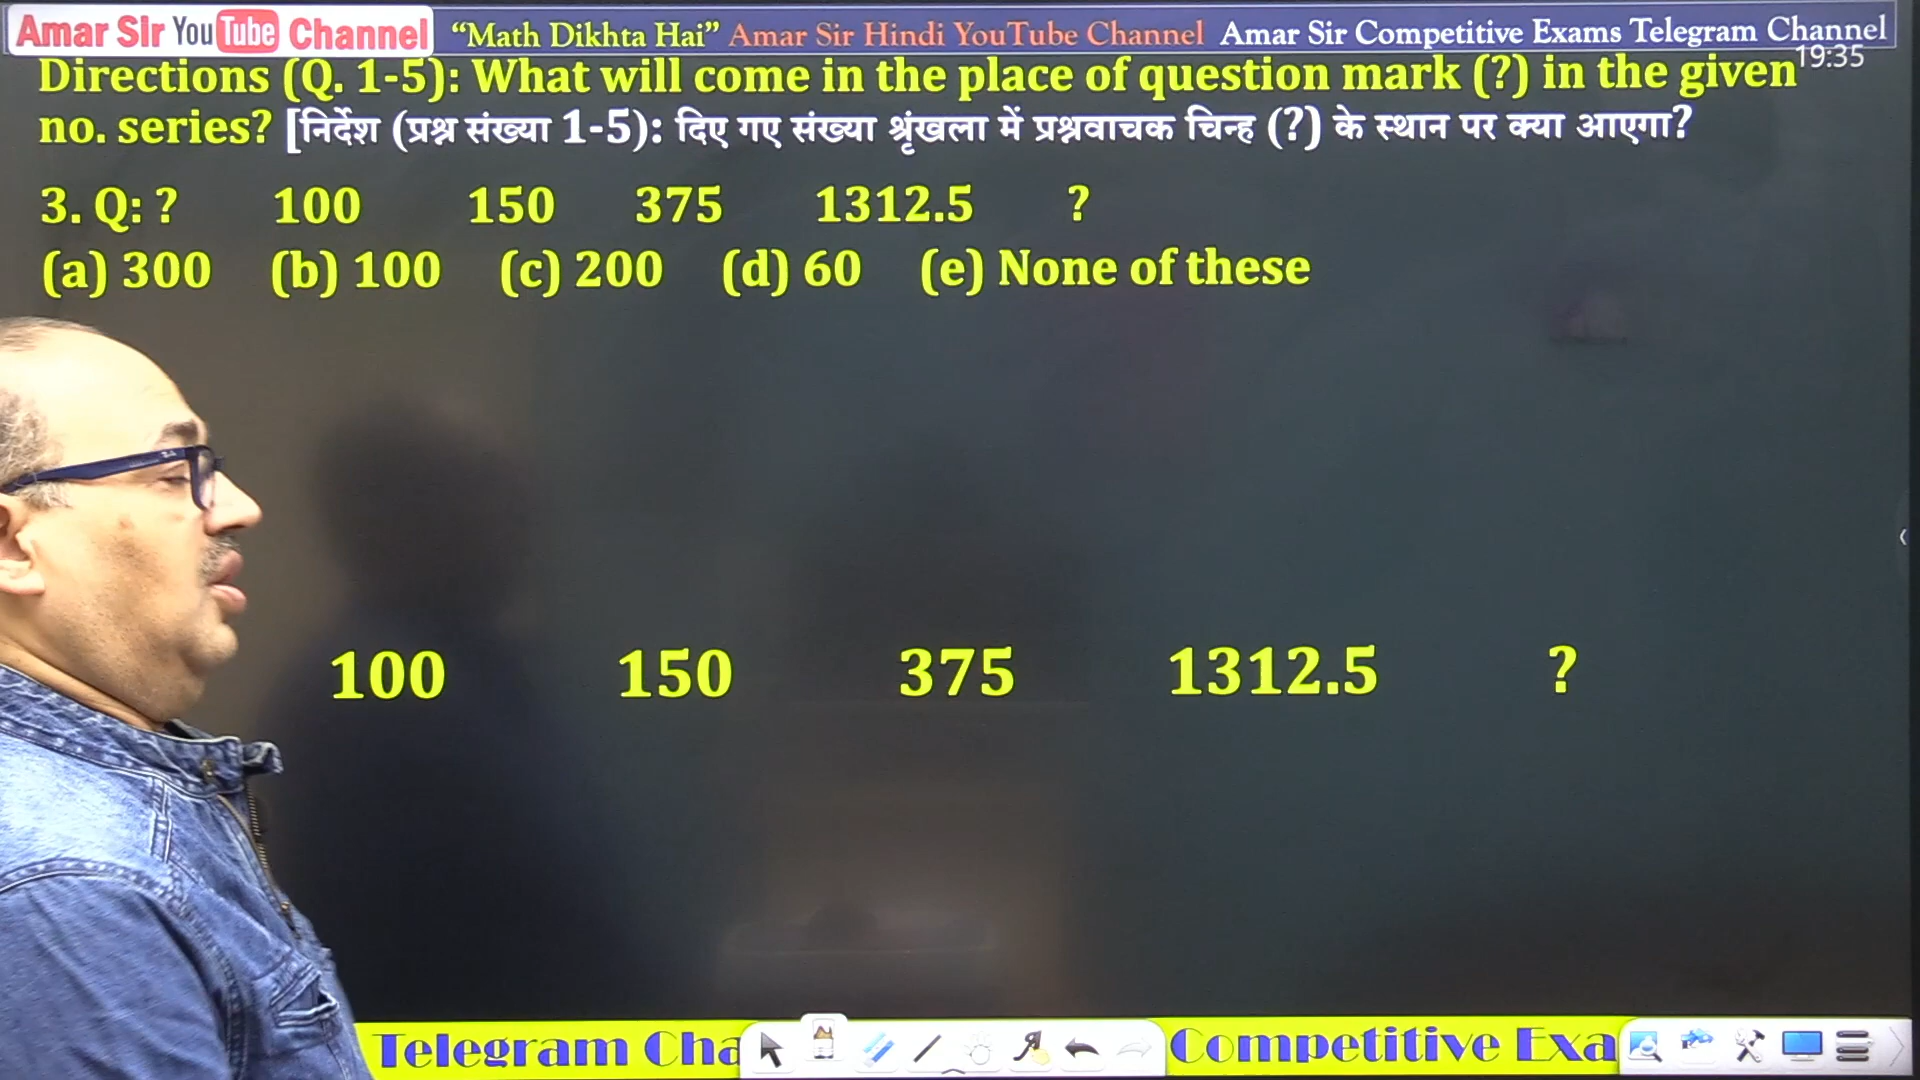 Amar Sir YouTube Channel "Math Dikhta Hai" Amar Sir Hindi YouTube Channel Amar Sir Competitive Exams Telegram Channel
19:35
Directions (Q. 1-5): What will come in the place of question mark (?) in the given
no. series? [निर्देश (प्रश्न संख्या 1-5): दिए गए संख्या श्रृंखला में प्रश्नवाचक चिन्ह (?) के स्थान पर क्या आएगा?
3. Q: ? 100 150 375 1312.5 ?
(a) 300 (b) 100 (c) 200 (d) 60 (e) None of these
100 150 375 1312.5 ?
Telegram Cha Competitive Exa